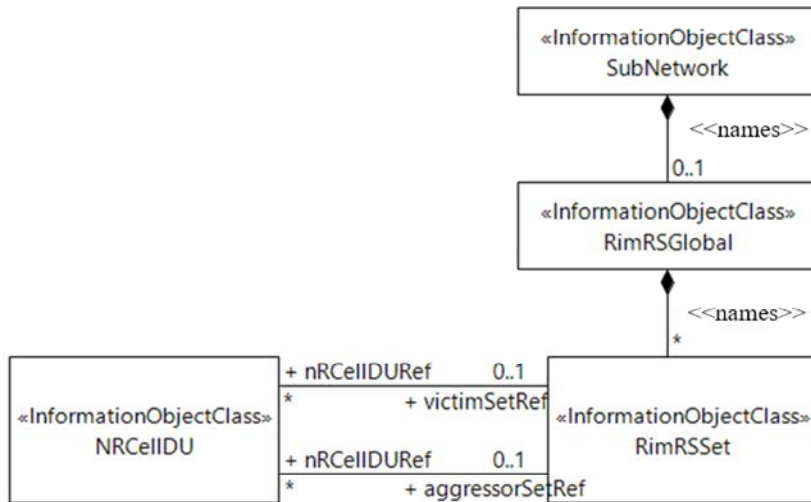 «InformationObjectClass»
SubNetwork
<<names>>
0..1
«InformationObjectClass»
RimRSGlobal
<<names>>
*
+ nRCellDURef 0..1
* + victimSetRef
«InformationObjectClass»
NRCellDU
«InformationObjectClass»
RimRSSet
+ nRCellDURef 0..1
* + aggressorSetRef